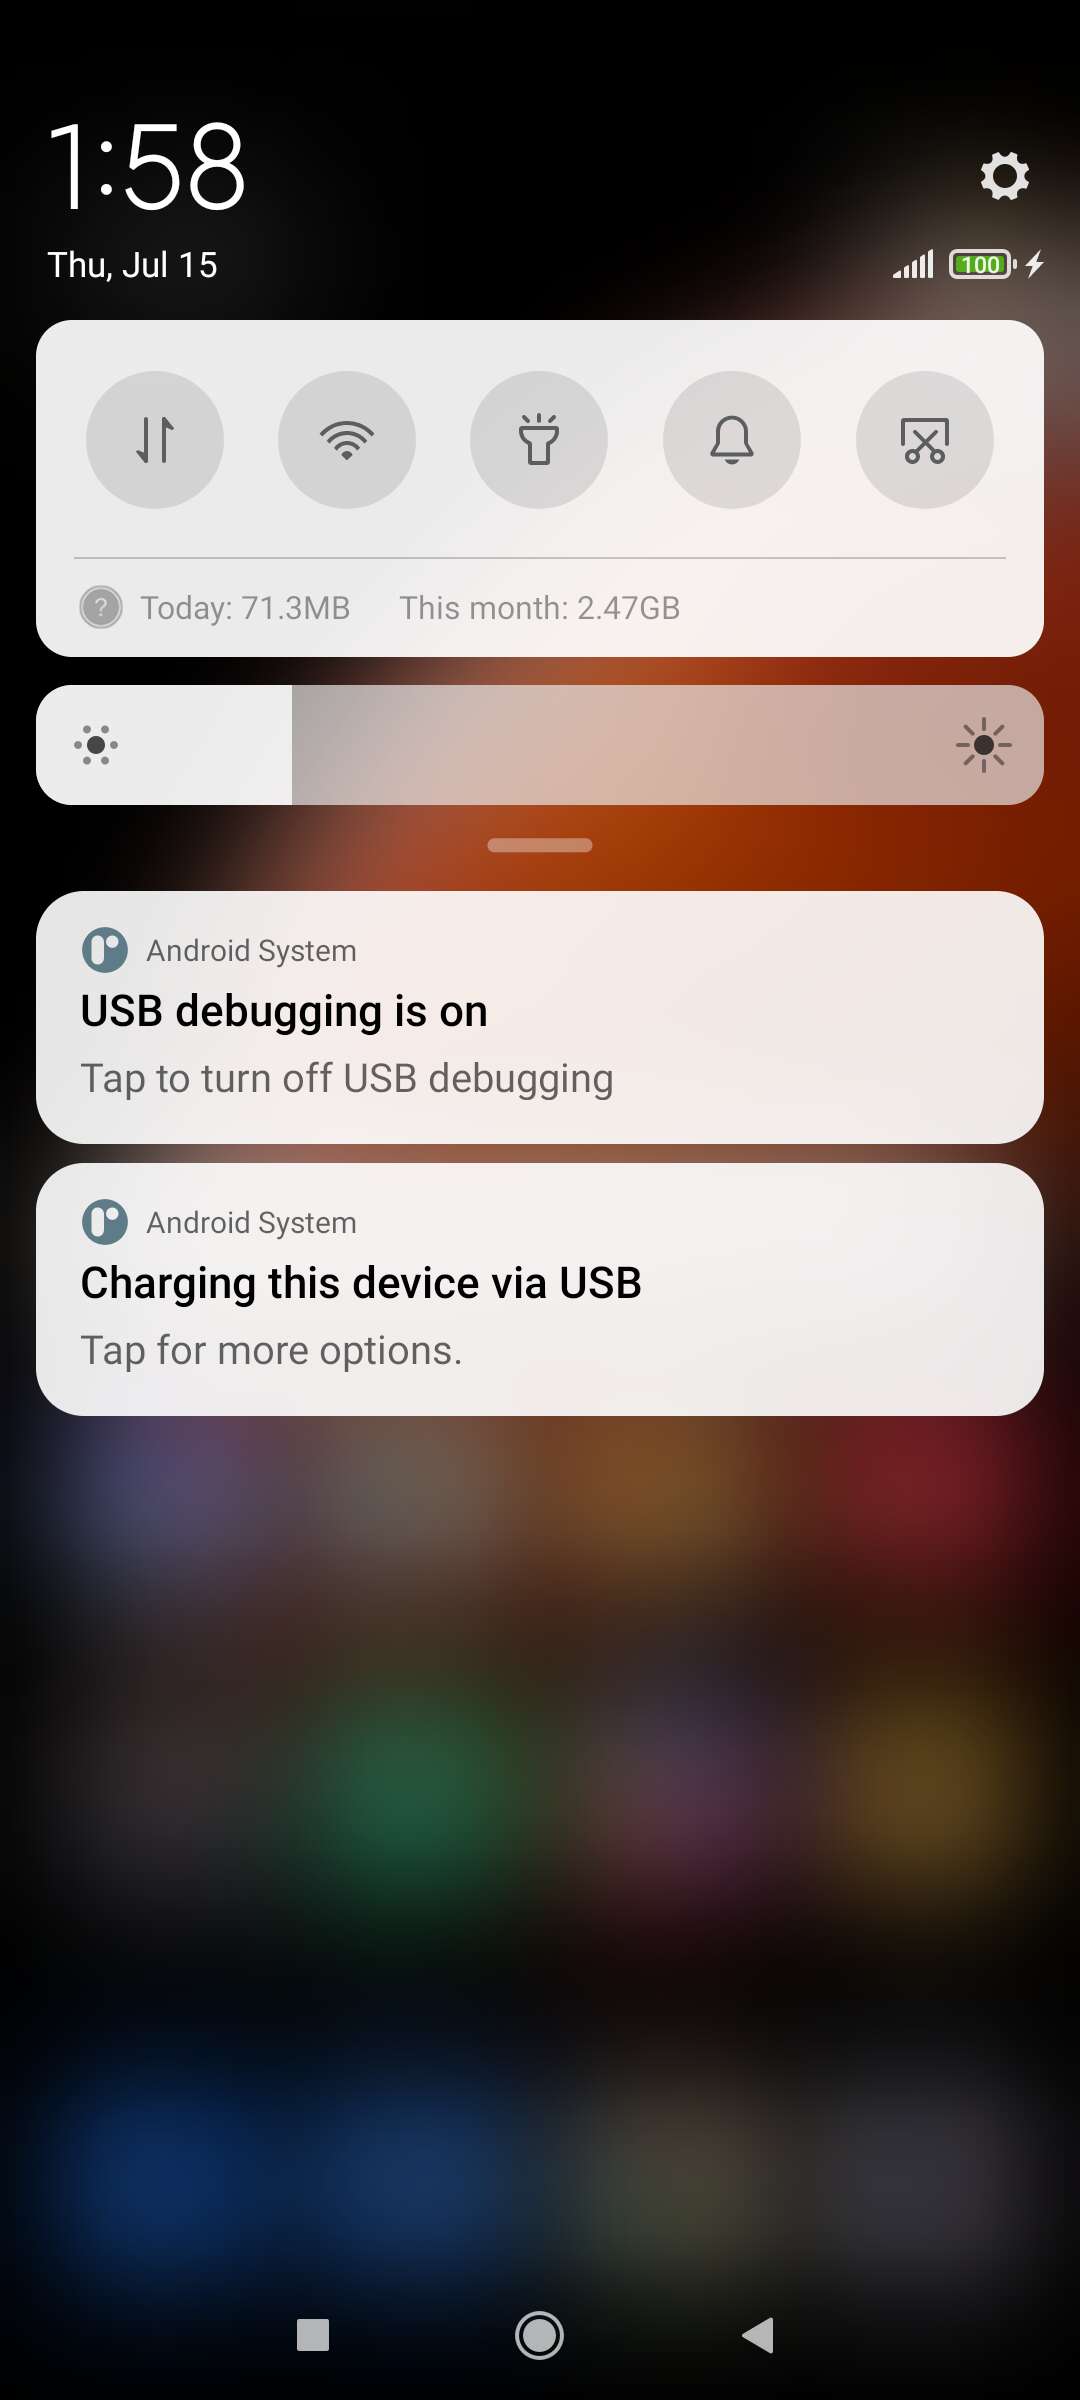 1:58
Thu, Jul 15
100
?
Today: 71.3MB This month: 2.47GB
Android System
USB debugging is on
Tap to turn off USB debugging
Android System
Charging this device via USB
Tap for more options.